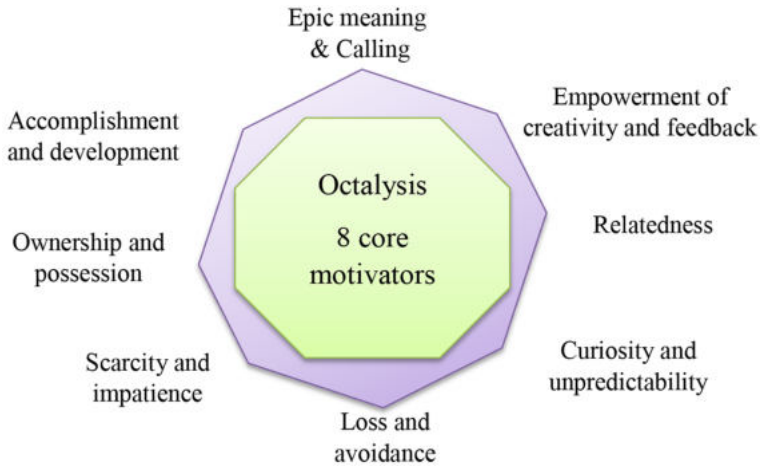 Epic meaning
& Calling
Accomplishment
and development
Empowerment of
creativity and feedback
Octalysis
8 core
motivators
Ownership and
possession
Relatedness
Scarcity and
impatience
Curiosity and
unpredictability
Loss and
avoidance